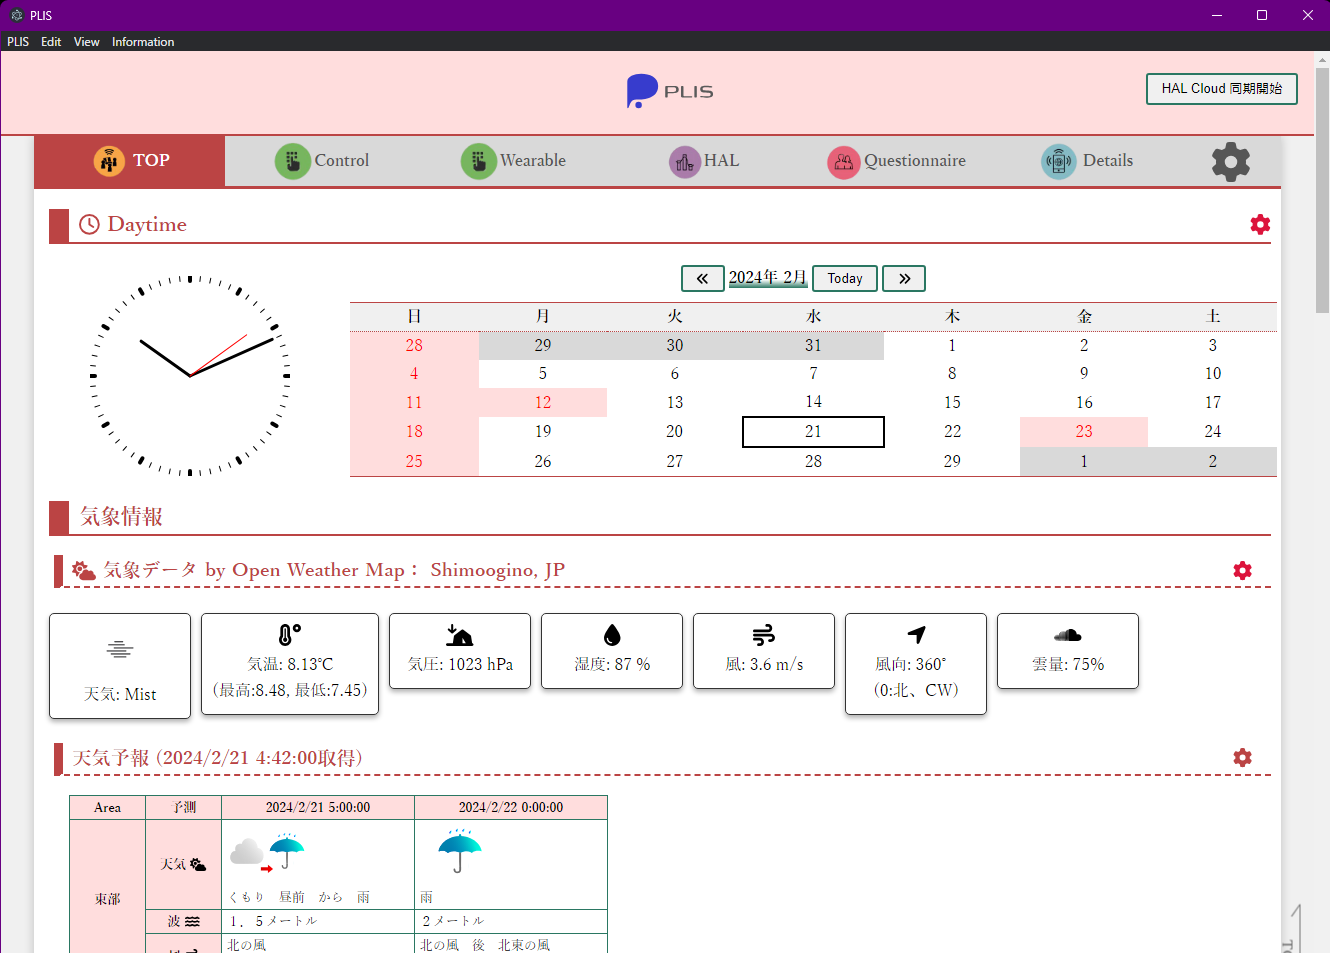 PLIS
PLIS Edit View Information
PLIS
HAL Cloud 同期開始
TOP Control Wearable HAL Questionnaire Details
Daytime
2024年 2月 Today
日 月 火 水 木 金 土
28 29 30 31 1 2 3
4 5 6 7 8 9 10
11 12 13 14 15 16 17
18 19 20 21 22 23 24
25 26 27 28 29 1 2
気象情報
気象データ by Open Weather Map： Shimoogino, JP
天気: Mist
気温: 8.13℃
（最高:8.48, 最低:7.45）
気圧: 1023 hPa
湿度: 87 %
風: 3.6 m/s
風向: 360°
（0:北、CW）
雲量: 75%
天気予報 (2024/2/21 4:42:00取得)
Area 予測 2024/2/21 5:00:00 2024/2/22 0:00:00
東部
天気
くもり　昼前　から　雨
雨
波 １．５メートル ２メートル
北の風 北の風　後　北東の風